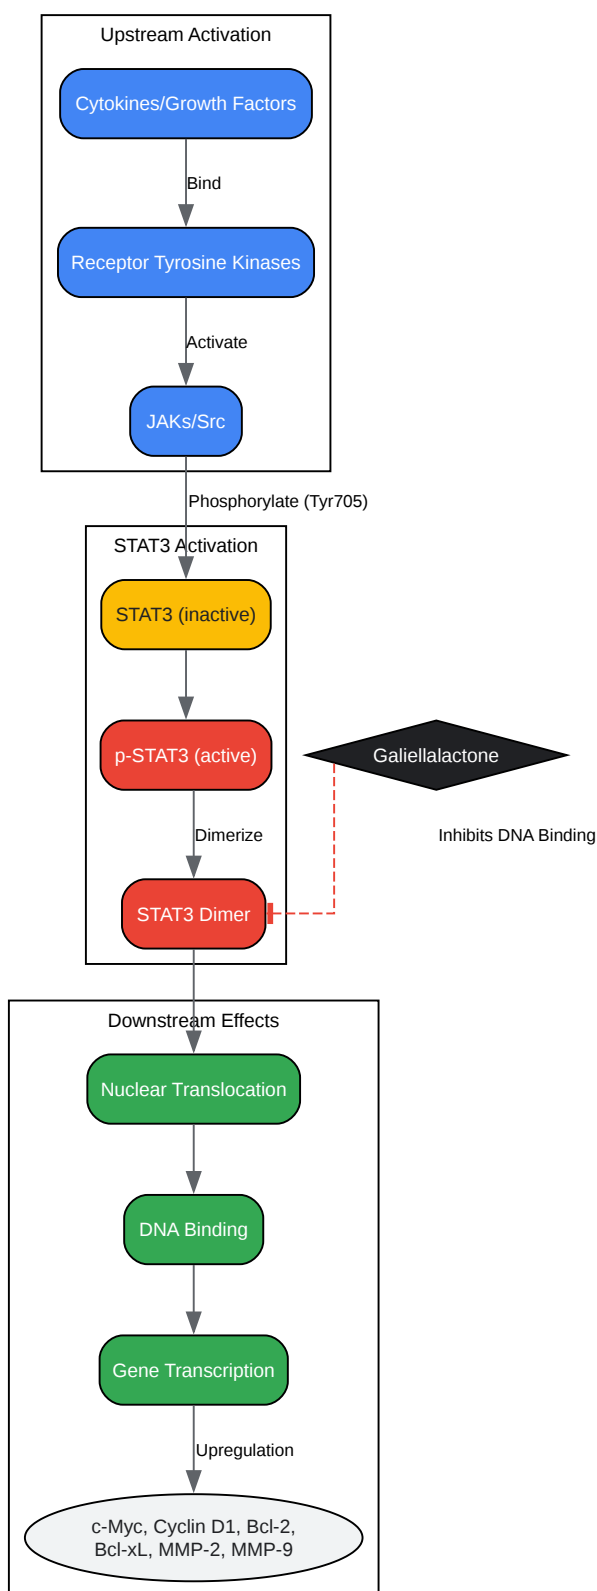 Upstream Activation
Cytokines/Growth Factors
Bind
Receptor Tyrosine Kinases
Activate
JAKs/Src
Phosphorylate (Tyr705)
STAT3 Activation
STAT3 (inactive)
p-STAT3 (active)
Galiellalactone
Dimerize
Inhibits DNA Binding
STAT3 Dimer
Downstream Effects
Nuclear Translocation
DNA Binding
Gene Transcription
Upregulation
c-Myc, Cyclin D1, Bcl-2,
Bcl-xL, MMP-2, MMP-9